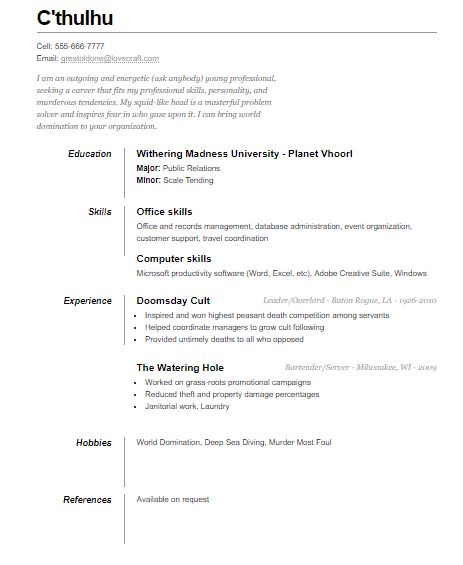 C'thulhu
Cell: 555-666-7777
Email: greatoldone@lovecraft.com
I am an outgoing and energetic (ask anybody) young professional,
seeking a career that fits my professional skills, personality, and
murderous tendencies. My squid-like head is a masterful problem
solver and inspires fear in who gaze upon it. I can bring world
domination to your organization.
Education
Withering Madness University - Planet Vhoorl
Major: Public Relations
Minor: Scale Tending
Skills
Office skills
Office and records management, database administration, event organization,
customer support, travel coordination
Computer skills
Microsoft productivity software (Word, Excel, etc), Adobe Creative Suite, Windows
Experience
Doomsday Cult Leader/Overlord - Baton Rogue, LA - 1926-2010
• Inspired and won highest peasant death competition among servants
• Helped coordinate managers to grow cult following
• Provided untimely deaths to all who opposed
The Watering Hole Bartender/Server - Milwaukee, WI - 2009
• Worked on grass-roots promotional campaigns
• Reduced theft and property damage percentages
• Janitorial work, Laundry
Hobbies
World Domination, Deep Sea Diving, Murder Most Foul
References
Available on request